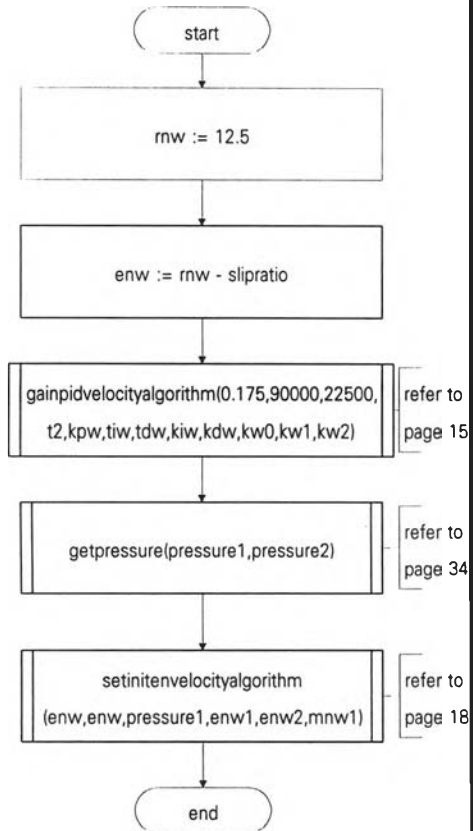 start
rnw := 12.5
enw := rnw - slipratio
gainpidvelocityalgorithm(0.175,90000,22500,
t2,kpw,tiw,tdw,kiw,kdw,kw0,kw1,kw2)
refer to
page 15
getpressure(pressure1,pressure2)
refer to
page 34
setinitenvelocityalgorithm
(enw,enw,pressure1,enw1,enw2,mnw1)
refer to
page 18
end